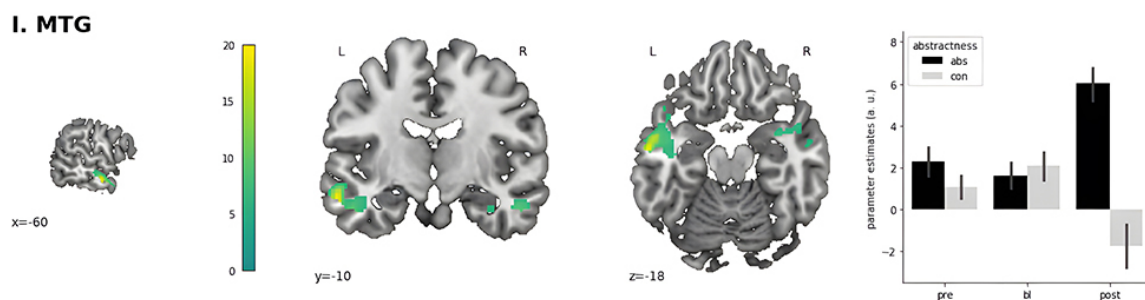 I. MTG
x=-60
20
15
10
5
0
L
R
y=-10
L
R
z=-18
parameter estimates (a. u.)
8
6
4
2
0
−2
abstractness
abs
con
pre
bl
post